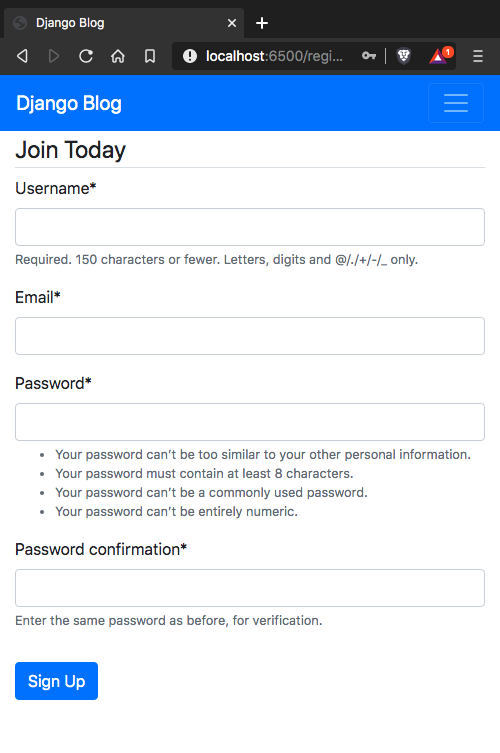 Django Blog
localhost:6500/regi...
1
Django Blog
Join Today
Username*
Required. 150 characters or fewer. Letters, digits and @/./+/-/_ only.
Email*
Password*
• Your password can’t be too similar to your other personal information.
• Your password must contain at least 8 characters.
• Your password can’t be a commonly used password.
• Your password can’t be entirely numeric.
Password confirmation*
Enter the same password as before, for verification.
Sign Up